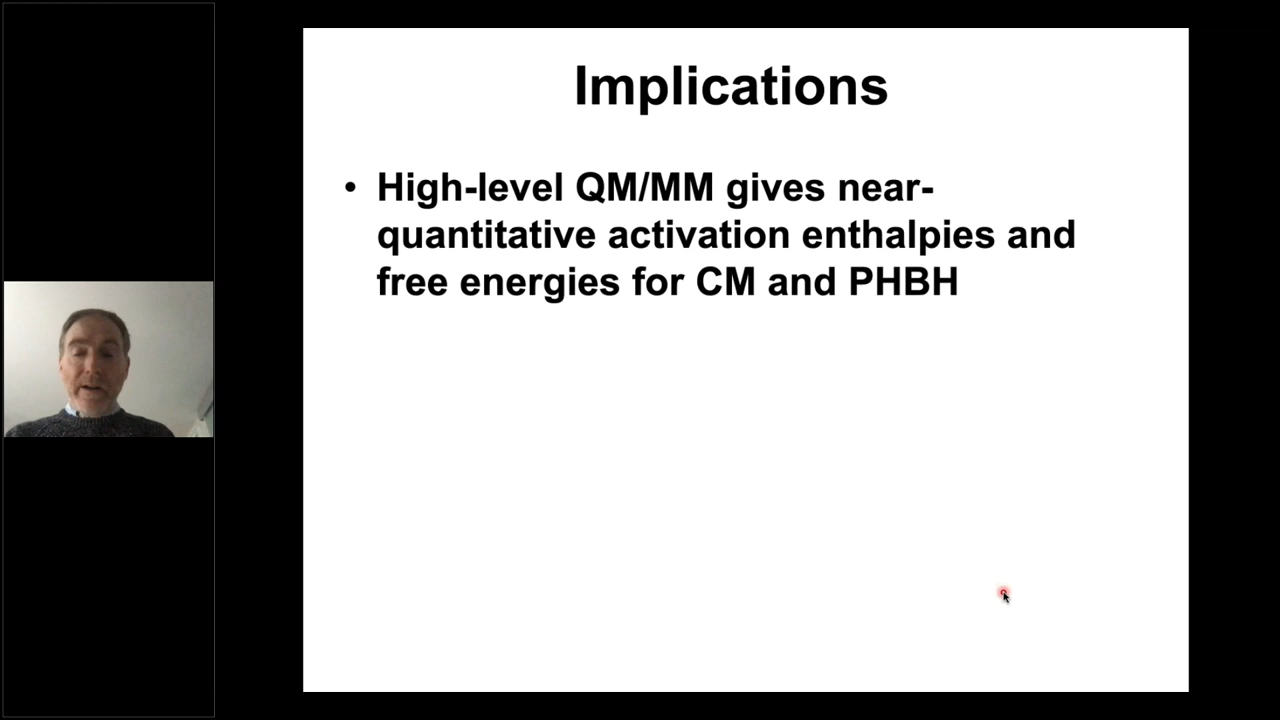 Implications
• High-level QM/MM gives near-
quantitative activation enthalpies and
free energies for CM and PHBH